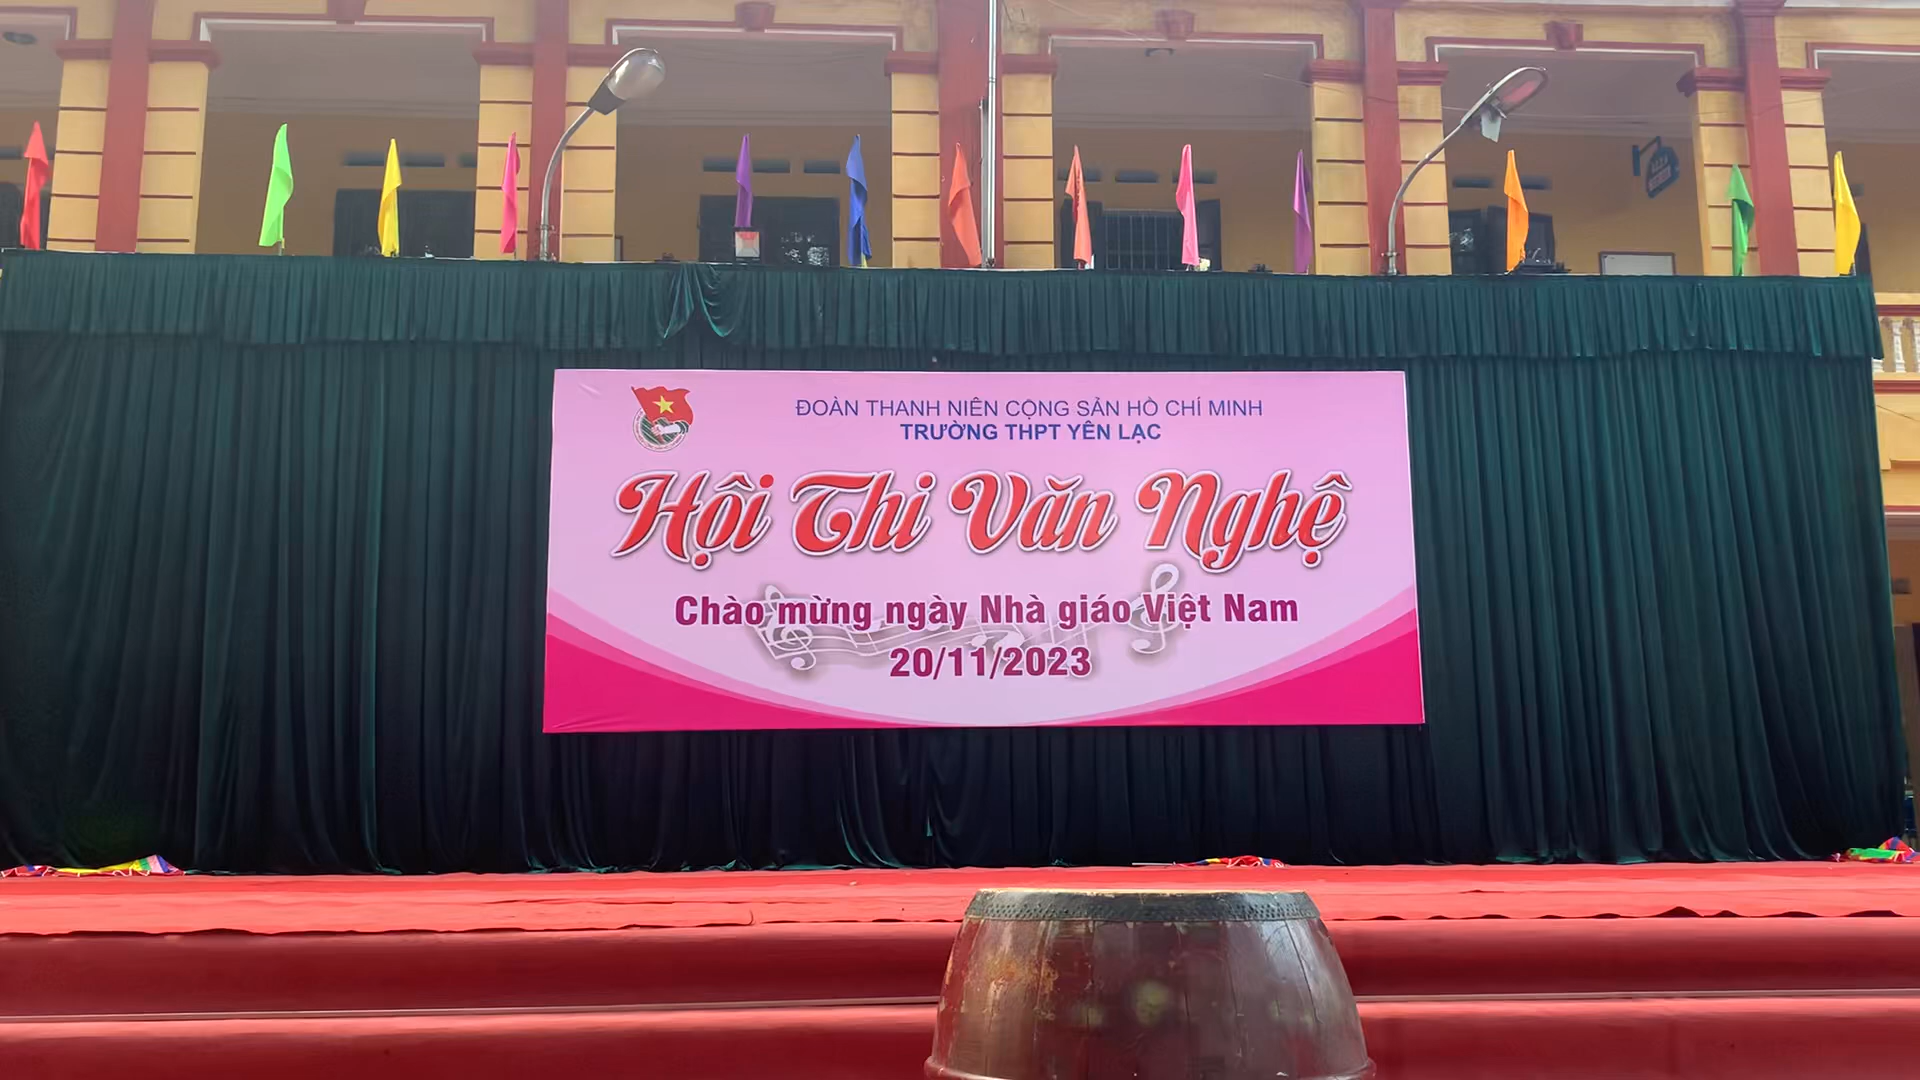 ĐOÀN THANH NIÊN CỘNG SẢN HỒ CHÍ MINH
TRƯỜNG THPT YÊN LẠC
Hội Thi Văn Nghệ
Chào mừng ngày Nhà giáo Việt Nam
20/11/2023